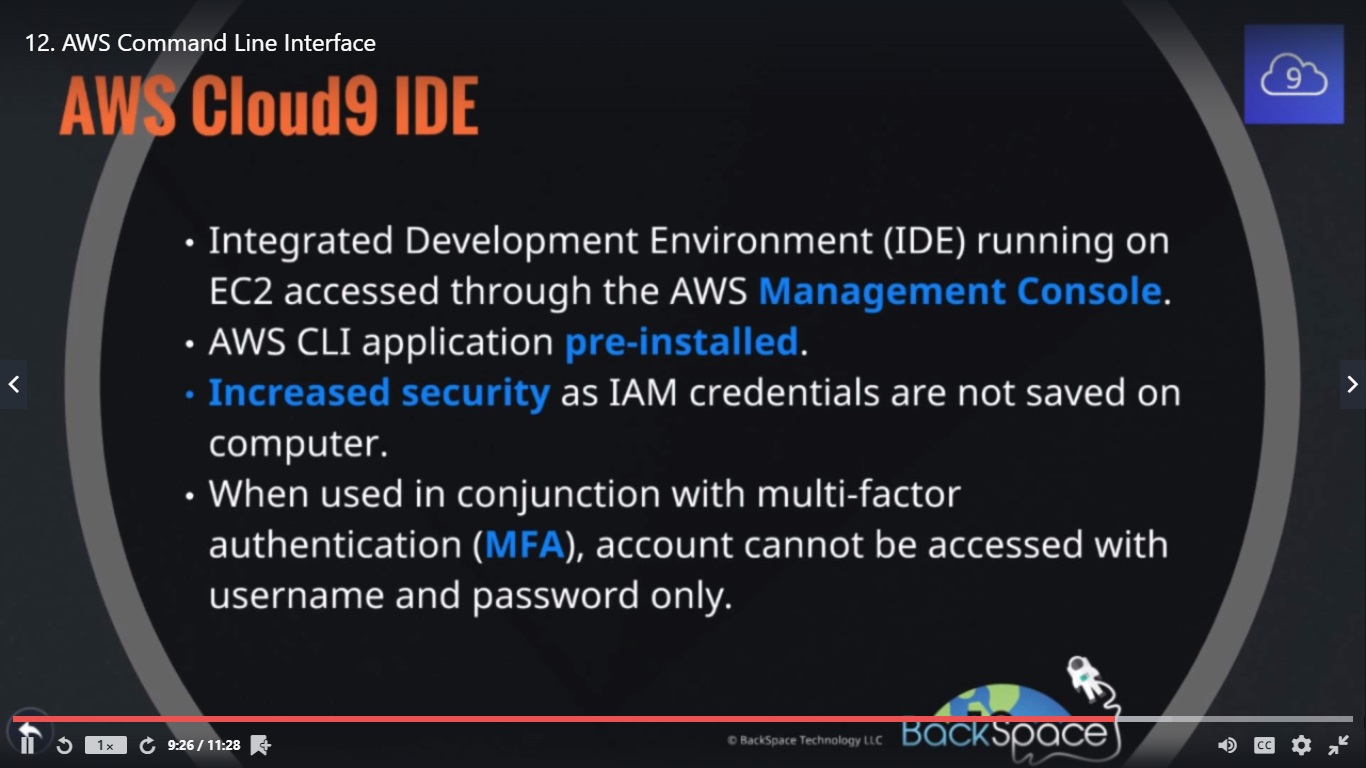 12. AWS Command Line Interface
AWS Cloud9 IDE
9
• Integrated Development Environment (IDE) running on
EC2 accessed through the AWS Management Console.
• AWS CLI application pre-installed.
• Increased security as IAM credentials are not saved on
computer.
• When used in conjunction with multi-factor
authentication (MFA), account cannot be accessed with
username and password only.
© BackSpace Technology LLC
BackSpace
1x
9:26 / 11:28
CC